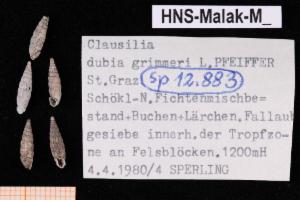 HNS-Malak-M_
Clausilia
dubia grimmeri L.PFEIFFER
St.Graz Sp 12.883
Schökl-N.Fichtenmischbe=
stand+Buchen+Lärchen.Fallaub
gesiebe innerh.der Tropfzo=
ne an Felsblöcken.1200mH
4.4.1980/4 SPERLING